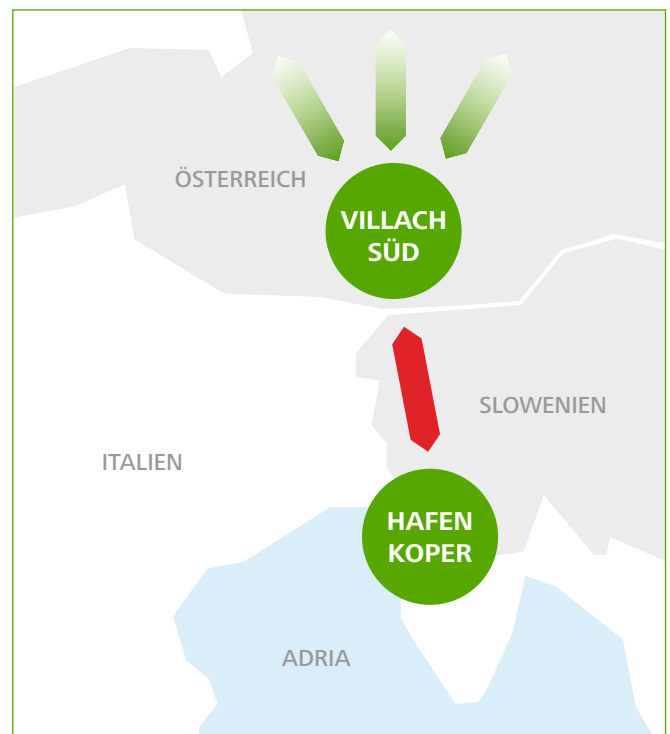 ÖSTERREICH
VILLACH
SÜD
SLOWENIEN
ITALIEN
HAFEN
KOPER
ADRIA